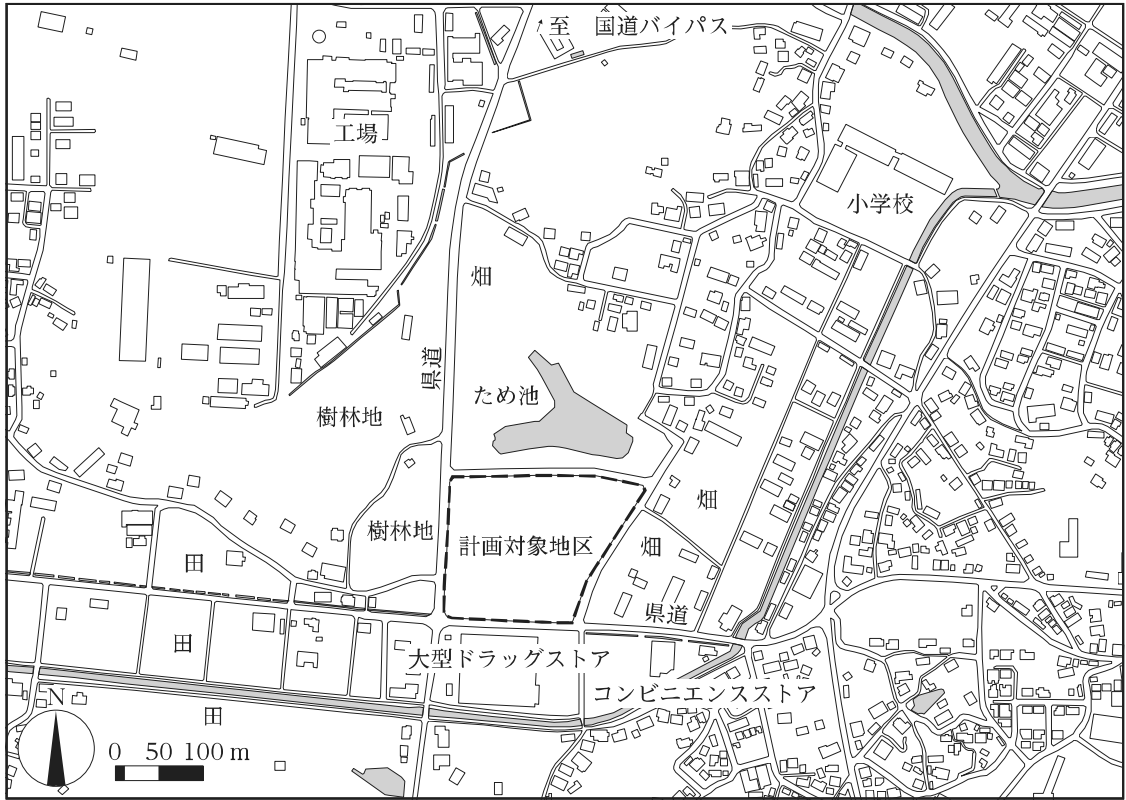 ↗至 国道バイパス
工場
小学校
畑
県道
ため池
樹林地
畑
樹林地
計画対象地区
畑
田
県道
田
大型ドラッグストア
コンビニエンスストア
田
N
0 50 100 m